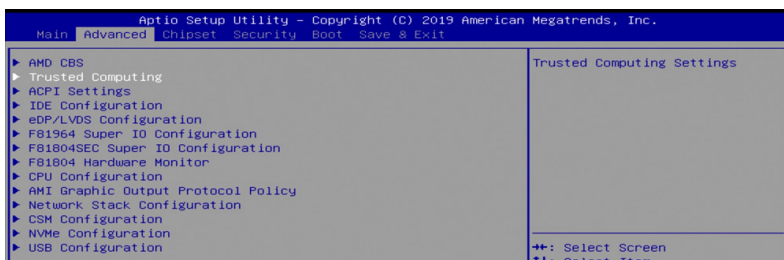 Aptio Setup Utility – Copyright (C) 2019 American Megatrends, Inc.
Main Advanced Chipset Security Boot Save & Exit
► AMD CBS
► Trusted Computing
► ACPI Settings
► IDE Configuration
► eDP/LVDS Configuration
► F81964 Super IO Configuration
► F81804SEC Super IO Configuration
► F81804 Hardware Monitor
► CPU Configuration
► AMI Graphic Output Protocol Policy
► Network Stack Configuration
► CSM Configuration
► NVMe Configuration
► USB Configuration
Trusted Computing Settings
→←: Select Screen
↑↓: Select Item